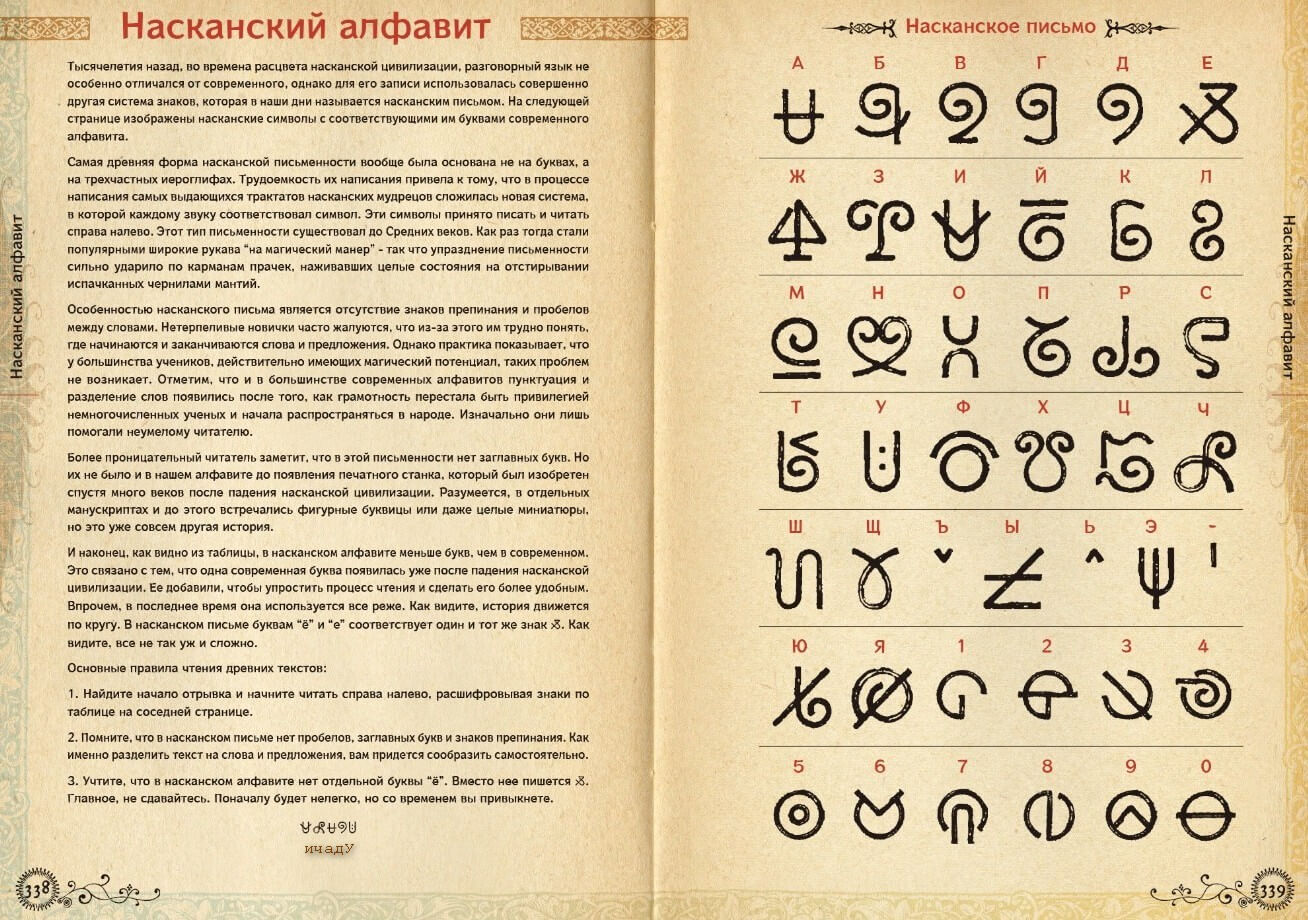 Насканский алфавит
Тысячелетия назад, во времена расцвета насканской цивилизации, разговорный язык не
особенно отличался от современного, однако для его записи использовалась совершенно
другая система знаков, которая в наши дни называется насканским письмом. На следующей
странице изображены насканские символы с соответствующими им буквами современного
алфавита.
Самая древняя форма насканской письменности вообще была основана не на буквах, а
на трехчастных иероглифах. Трудоемкость их написания привела к тому, что в процессе
написания самых выдающихся трактатов насканских мудрецов сложилась новая система,
в которой каждому звуку соответствовал символ. Эти символы принято писать и читать
справа налево. Этот тип письменности существовал до Средних веков. Как раз тогда стали
популярными широкие рукава “на магический манер” - так что упразднение письменности
сильно ударило по карманам прачек, наживавших целые состояния на отстирывании
испачканных чернилами мантий.
Особенностью насканского письма является отсутствие знаков препинания и пробелов
между словами. Нетерпеливые новички часто жалуются, что из-за этого им трудно понять,
где начинаются и заканчиваются слова и предложения. Однако практика показывает, что
у большинства учеников, действительно имеющих магический потенциал, таких проблем
не возникает. Отметим, что и в большинстве современных алфавитов пунктуация и
разделение слов появились после того, как грамотность перестала быть привилегией
немногочисленных ученых и начала распространяться в народе. Изначально они лишь
помогали неумелому читателю.
Более проницательный читатель заметит, что в этой письменности нет заглавных букв. Но
их не было и в нашем алфавите до появления печатного станка, который был изобретен
спустя много веков после падения насканской цивилизации. Разумеется, в отдельных
манускриптах и до этого встречались фигурные буквицы или даже целые миниатюры,
но это уже совсем другая история.
И наконец, как видно из таблицы, в насканском алфавите меньше букв, чем в современном.
Это связано с тем, что одна современная буква появилась уже после падения насканской
цивилизации. Ее добавили, чтобы упростить процесс чтения и сделать его более удобным.
Впрочем, в последнее время она используется все реже. Как видите, история движется
по кругу. В насканском письме буквам “ё” и “е” соответствует один и тот же знак. Как
видите, все не так уж и сложно.
Основные правила чтения древних текстов:
1. Найдите начало отрывка и начните читать справа налево, расшифровывая знаки по
таблице на соседней странице.
2. Помните, что в насканском письме нет пробелов, заглавных букв и знаков препинания. Как
именно разделить текст на слова и предложения, вам придется сообразить самостоятельно.
3. Учтите, что в насканском алфавите нет отдельной буквы “ё”. Вместо нее пишется
Главное, не сдавайтесь. Поначалу будет нелегко, но со временем вы привыкнете.
ичадУ
338
Насканский алфавит
Насканское письмо
А Б В Г Д Е
Ж З И Й К Л
М Н О П Р С
Т У Ф Х Ц Ч
Ш Щ Ъ Ы Ь Э -
Ю Я 1 2 3 4
5 6 7 8 9 0
Насканский алфавит
339